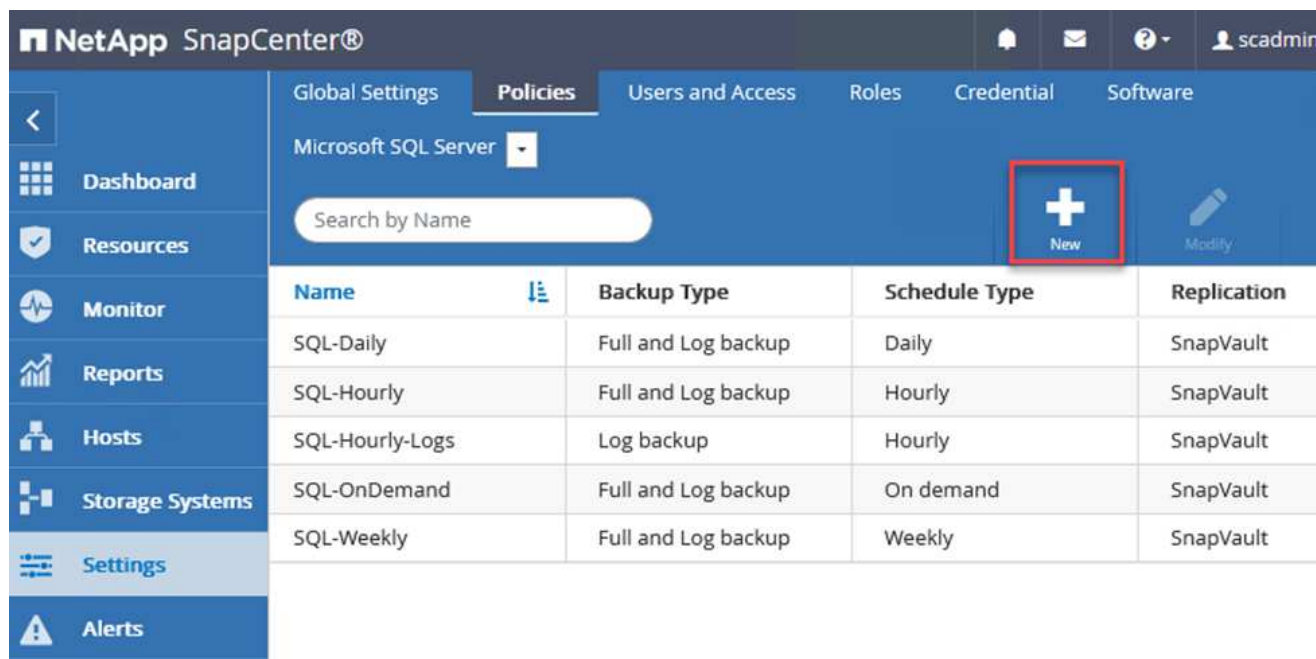 NetApp SnapCenter®
scadmin
Global Settings Policies Users and Access Roles Credential Software
Microsoft SQL Server
Dashboard
Search by Name
New Modify
Resources
Name Backup Type Schedule Type Replication
Monitor
SQL-Daily Full and Log backup Daily SnapVault
Reports
SQL-Hourly Full and Log backup Hourly SnapVault
Hosts
SQL-Hourly-Logs Log backup Hourly SnapVault
Storage Systems
SQL-OnDemand Full and Log backup On demand SnapVault
SQL-Weekly Full and Log backup Weekly SnapVault
Settings
Alerts